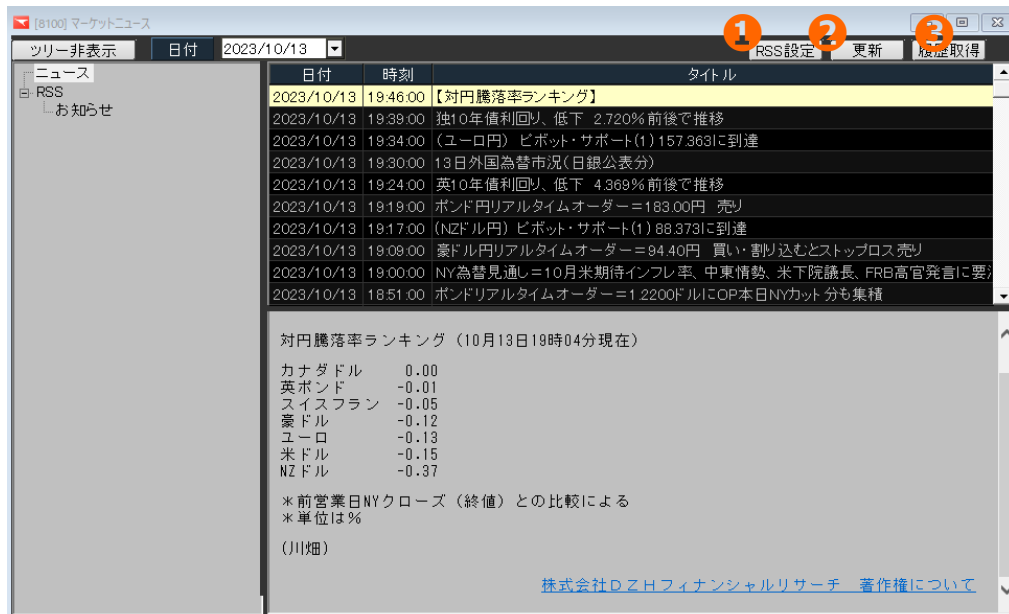 [8100] マーケットニュース
1 2 3
ツリー非表示 日付 2023/10/13 RSS設定 更新 履歴取得
ニュース
RSS
お知らせ
日付 時刻 タイトル
2023/10/13 19:46:00 【対円騰落率ランキング】
2023/10/13 19:39:00 独10年債利回り、低下 2.720%前後で推移
2023/10/13 19:34:00 (ユーロ円) ピボット・サポート(1)157.363に到達
2023/10/13 19:30:00 13日外国為替市況(日銀公表分)
2023/10/13 19:24:00 英10年債利回り、低下 4.369%前後で推移
2023/10/13 19:19:00 ポンド円リアルタイムオーダー=183.00円 売り
2023/10/13 19:17:00 (NZドル円) ピボット・サポート(1)88.373に到達
2023/10/13 19:09:00 豪ドル円リアルタイムオーダー=94.40円 買い・割り込むとストップロス売り
2023/10/13 19:00:00 NY為替見通し=10月米期待インフレ率、中東情勢、米下院議長、FRB高官発言に要
2023/10/13 18:51:00 ポンドリアルタイムオーダー=1.2200ドルにOP本日NYカット分も集積
対円騰落率ランキング(10月13日19時04分現在)
カナダドル 0.00
英ポンド -0.01
スイスフラン -0.05
豪ドル -0.12
ユーロ -0.13
米ドル -0.15
NZドル -0.37
*前営業日NYクローズ(終値)との比較による
*単位は%
(川畑)
株式会社DZHフィナンシャルリサーチ 著作権について